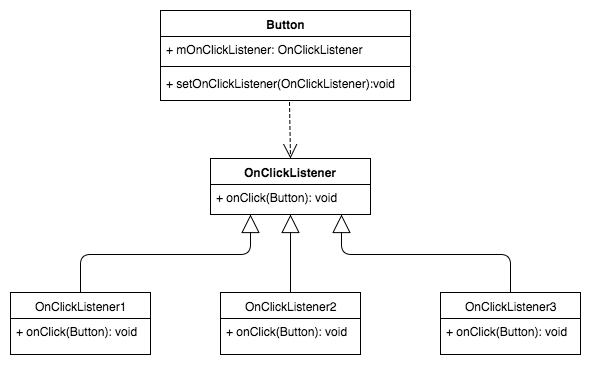 Button
+ mOnClickListener: OnClickListener
+ setOnClickListener(OnClickListener):void
OnClickListener
+ onClick(Button): void
OnClickListener1
+ onClick(Button): void
OnClickListener2
+ onClick(Button): void
OnClickListener3
+ onClick(Button): void